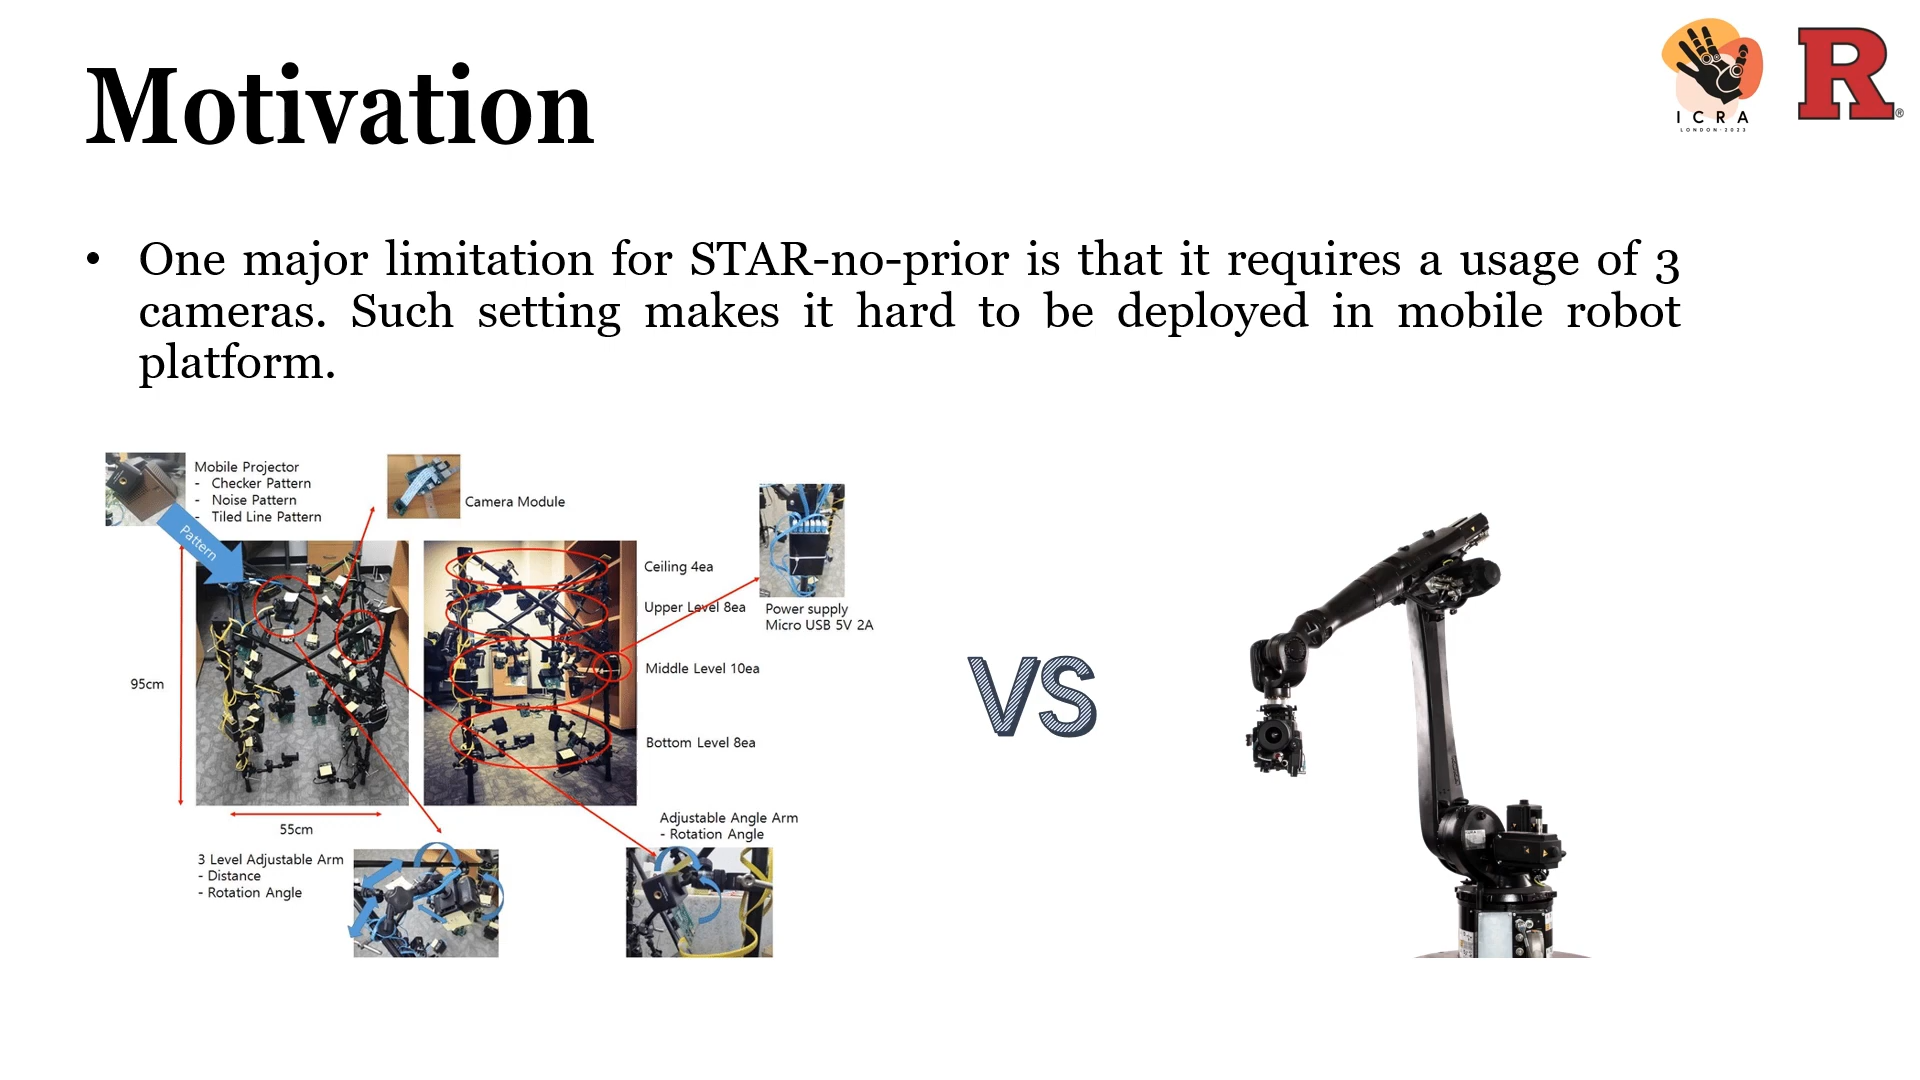 Motivation
ICRA
LONDON·2023
R
®
• One major limitation for STAR-no-prior is that it requires a usage of 3
cameras. Such setting makes it hard to be deployed in mobile robot
platform.
Mobile Projector
- Checker Pattern
- Noise Pattern
- Tiled Line Pattern
Pattern
Camera Module
Ceiling 4ea
Upper Level 8ea
Power supply
Micro USB 5V 2A
Middle Level 10ea
95cm
Bottom Level 8ea
55cm
Adjustable Angle Arm
- Rotation Angle
3 Level Adjustable Arm
- Distance
- Rotation Angle
VS